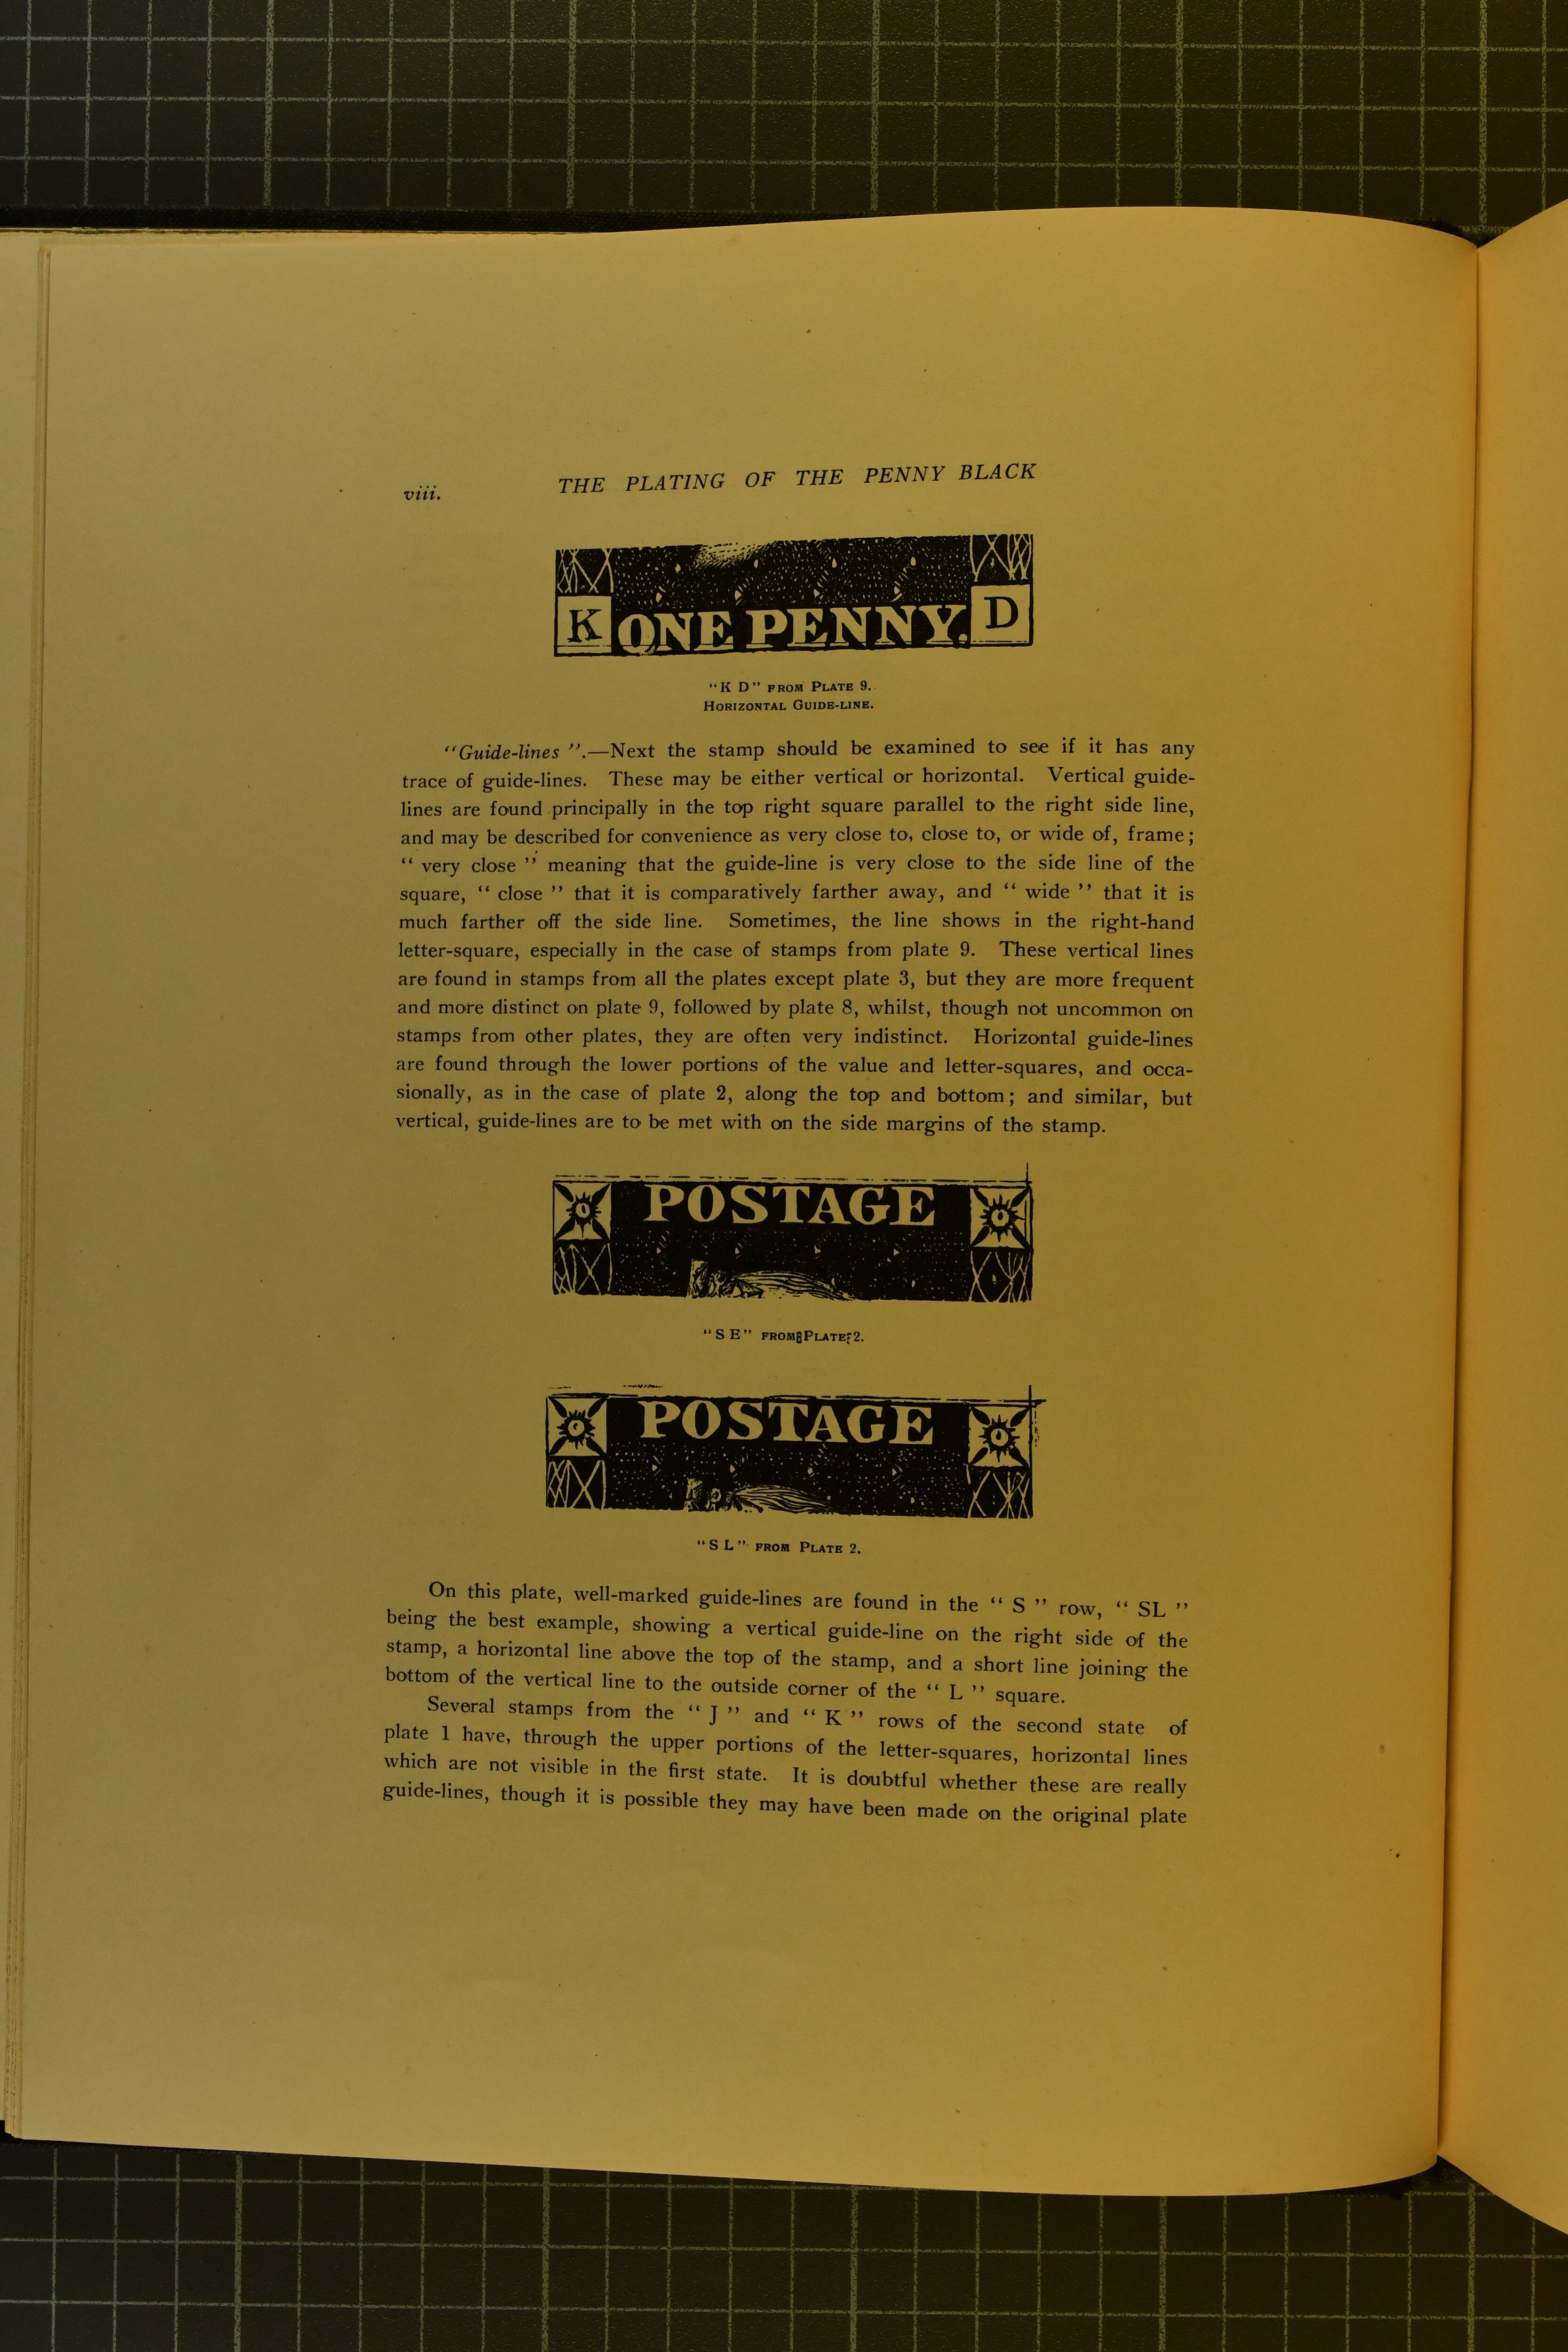 viii.
THE PLATING OF THE PENNY BLACK
K ONE PENNY. D
“K D” FROM PLATE 9.
HORIZONTAL GUIDE-LINE.
“Guide-lines ”.—Next the stamp should be examined to see if it has any
trace of guide-lines. These may be either vertical or horizontal. Vertical guide-
lines are found principally in the top right square parallel to the right side line,
and may be described for convenience as very close to, close to, or wide of, frame;
“ very close ” meaning that the guide-line is very close to the side line of the
square, “ close ” that it is comparatively farther away, and “ wide ” that it is
much farther off the side line. Sometimes, the line shows in the right-hand
letter-square, especially in the case of stamps from plate 9. These vertical lines
are found in stamps from all the plates except plate 3, but they are more frequent
and more distinct on plate 9, followed by plate 8, whilst, though not uncommon on
stamps from other plates, they are often very indistinct. Horizontal guide-lines
are found through the lower portions of the value and letter-squares, and occa-
sionally, as in the case of plate 2, along the top and bottom; and similar, but
vertical, guide-lines are to be met with on the side margins of the stamp.
POSTAGE
“S E” FROM PLATE 2.
POSTAGE
“S L” FROM PLATE 2.
On this plate, well-marked guide-lines are found in the “ S ” row, “ SL ”
being the best example, showing a vertical guide-line on the right side of the
stamp, a horizontal line above the top of the stamp, and a short line joining the
bottom of the vertical line to the outside corner of the “ L ” square.
Several stamps from the “ J ” and “ K ” rows of the second state of
plate 1 have, through the upper portions of the letter-squares, horizontal lines
which are not visible in the first state. It is doubtful whether these are really
guide-lines, though it is possible they may have been made on the original plate